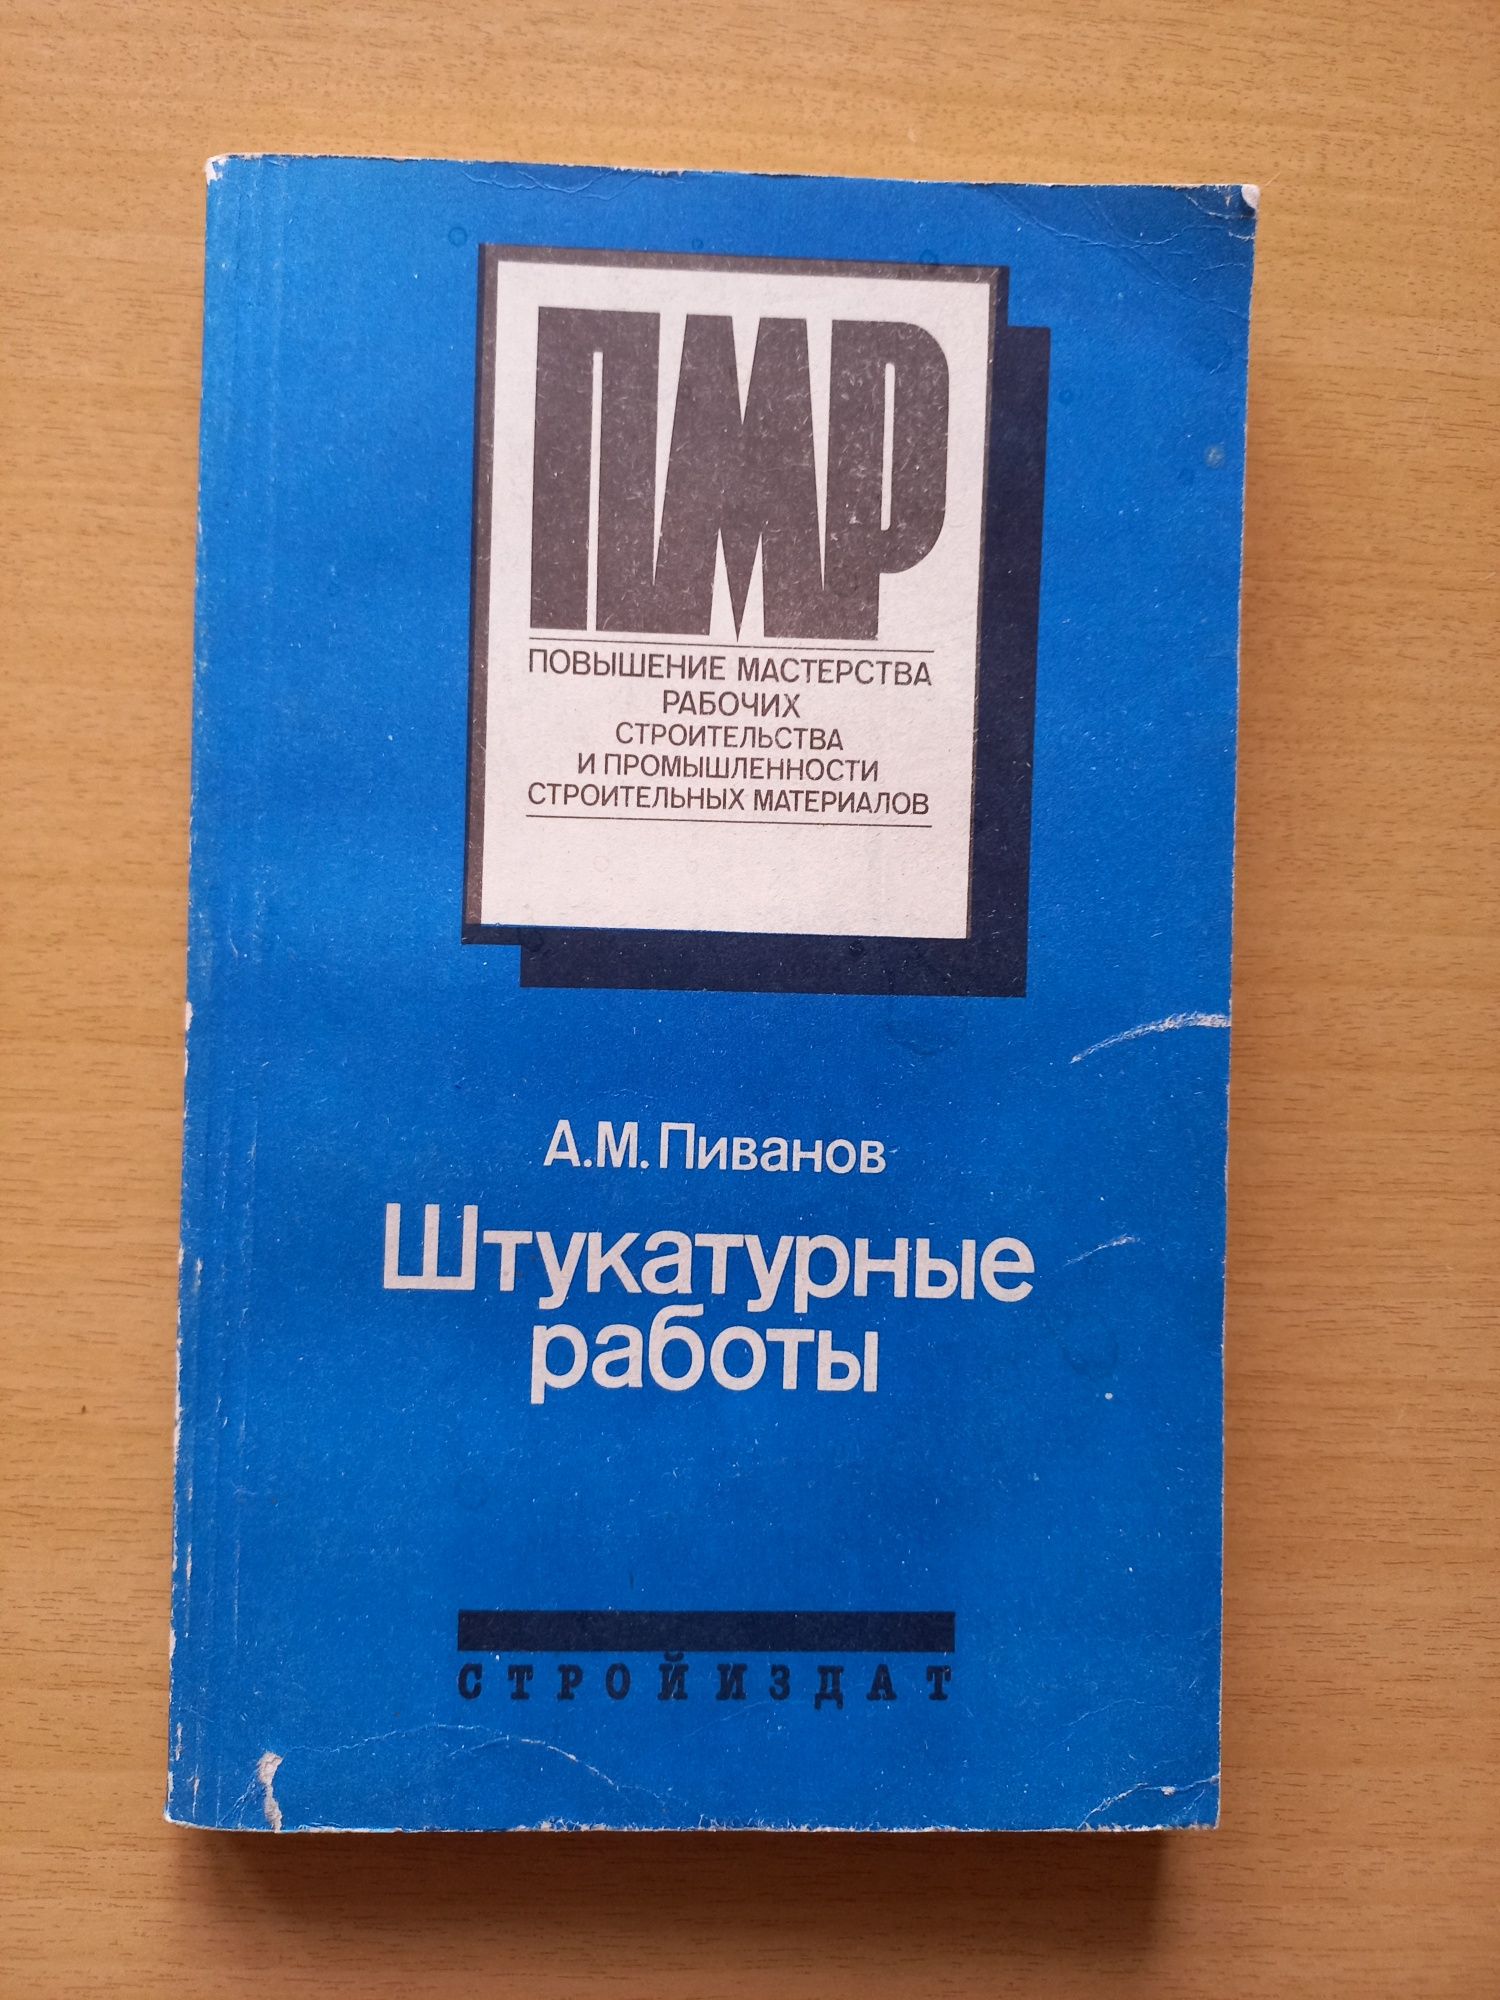 ПМР
ПОВЫШЕНИЕ МАСТЕРСТВА
РАБОЧИХ
СТРОИТЕЛЬСТВА
И ПРОМЫШЛЕННОСТИ
СТРОИТЕЛЬНЫХ МАТЕРИАЛОВ
А.М.Пиванов
Штукатурные
работы
СТРОЙИЗДАТ